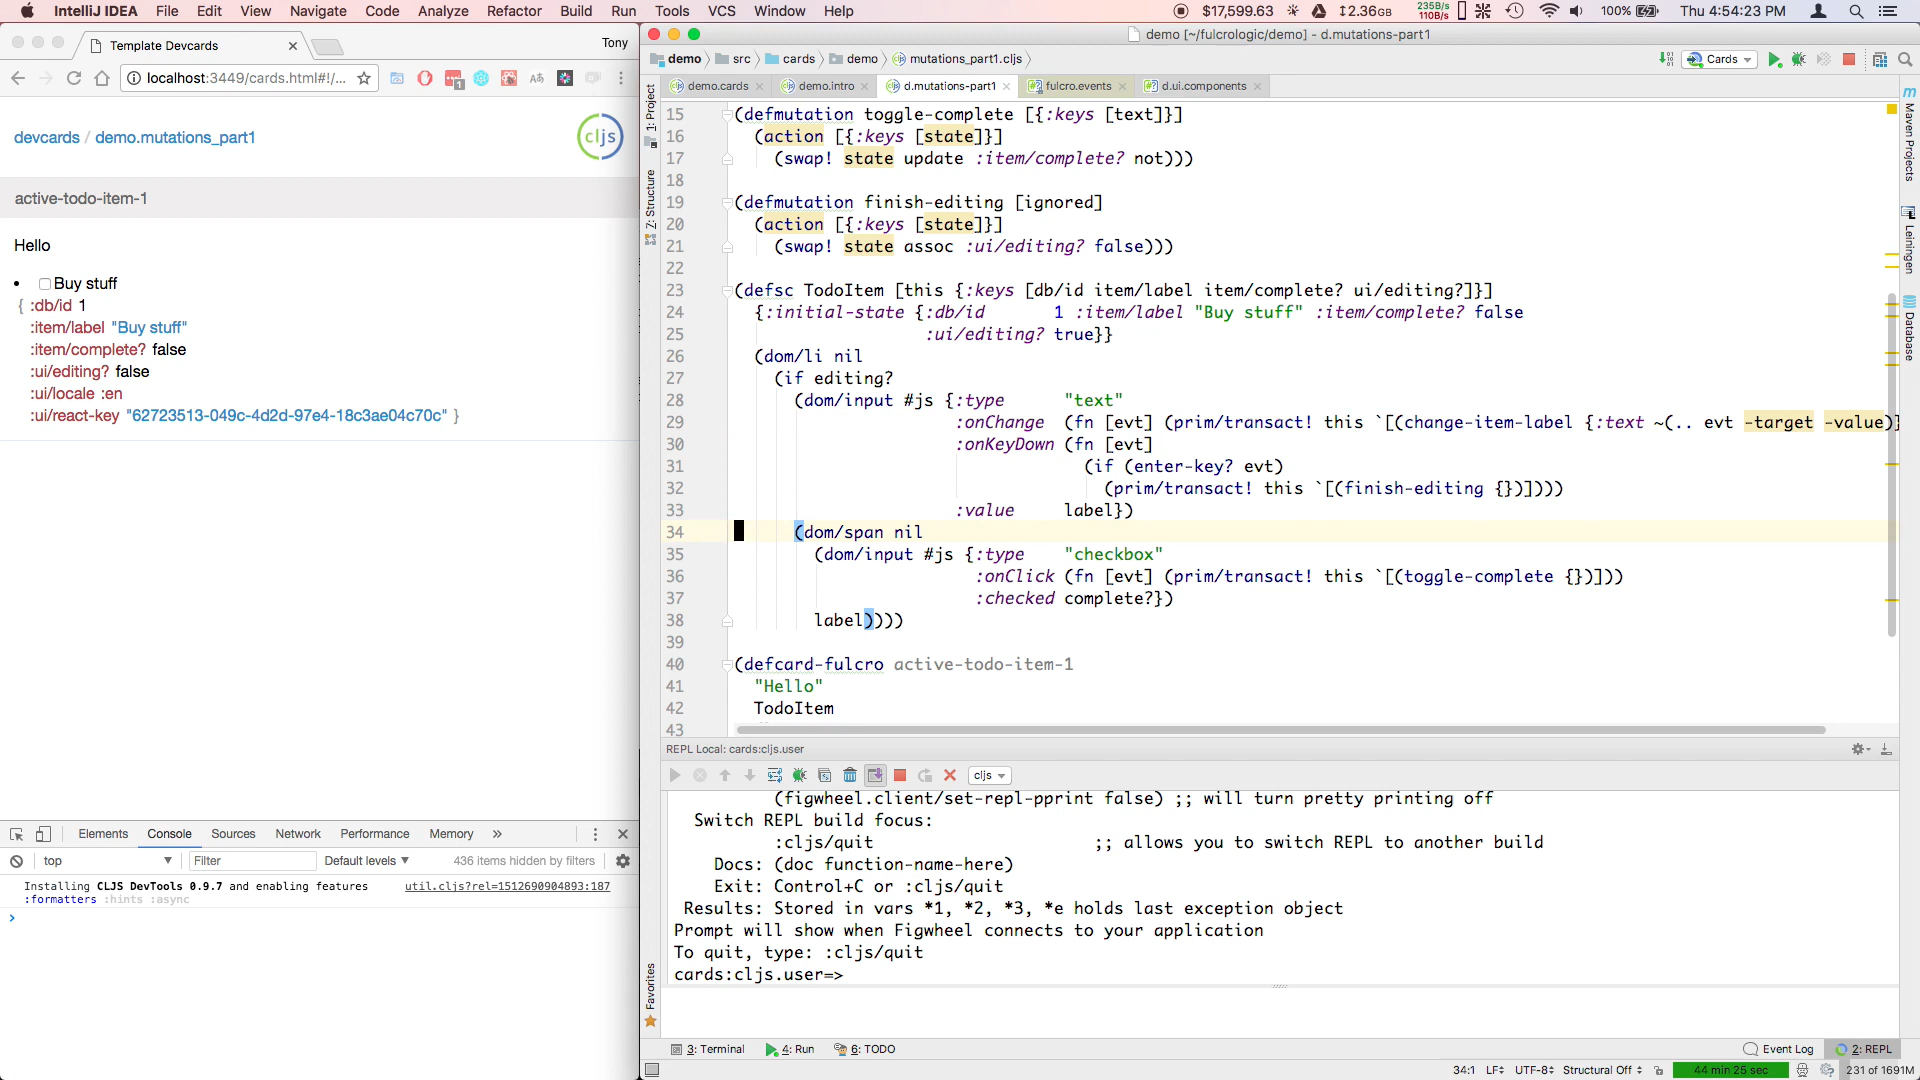 IntelliJ IDEA File Edit View Navigate Code Analyze Refactor Build Run Tools VCS Window Help $17,599.63 2.36GB 235B/s 110B/s 100% Thu 4:54:23 PM
Template Devcards Tony
localhost:3449/cards.html#!/...
devcards / demo.mutations_part1
cljs
active-todo-item-1
Hello
• Buy stuff
{ :db/id 1
:item/label "Buy stuff"
:item/complete? false
:ui/editing? false
:ui/locale :en
:ui/react-key "62723513-049c-4d2d-97e4-18c3ae04c70c" }
Elements Console Sources Network Performance Memory »
top Filter Default levels 436 items hidden by filters
Installing CLJS DevTools 0.9.7 and enabling features util.cljs?rel=1512690904893:187
:formatters :hints :async
>
demo [~/fulcrologic/demo] - d.mutations-part1
demo src cards demo mutations_part1.cljs Cards
demo.cards demo.intro d.mutations-part1 fulcro.events d.ui.components
1: Project
Z: Structure
Favorites
Maven Projects
Leiningen
Database
15 (defmutation toggle-complete [{:keys [text]}]
16 (action [{:keys [state]}]
17 (swap! state update :item/complete? not)))
18
19 (defmutation finish-editing [ignored]
20 (action [{:keys [state]}]
21 (swap! state assoc :ui/editing? false)))
22
23 (defsc TodoItem [this {:keys [db/id item/label item/complete? ui/editing?]}]
24 {:initial-state {:db/id 1 :item/label "Buy stuff" :item/complete? false
25 :ui/editing? true}}
26 (dom/li nil
27 (if editing?
28 (dom/input #js {:type "text"
29 :onChange (fn [evt] (prim/transact! this `[(change-item-label {:text ~(.. evt -target -value)}
30 :onKeyDown (fn [evt]
31 (if (enter-key? evt)
32 (prim/transact! this `[(finish-editing {})])))
33 :value label})
34 (dom/span nil
35 (dom/input #js {:type "checkbox"
36 :onClick (fn [evt] (prim/transact! this `[(toggle-complete {})]))
37 :checked complete?})
38 label))))
39
40 (defcard-fulcro active-todo-item-1
41 "Hello"
42 TodoItem
43
REPL Local: cards:cljs.user
cljs
(figwheel.client/set-repl-pprint false) ;; will turn pretty printing off
Switch REPL build focus:
:cljs/quit ;; allows you to switch REPL to another build
Docs: (doc function-name-here)
Exit: Control+C or :cljs/quit
Results: Stored in vars *1, *2, *3, *e holds last exception object
Prompt will show when Figwheel connects to your application
To quit, type: :cljs/quit
cards:cljs.user=>
3: Terminal 4: Run 6: TODO Event Log 2: REPL
34:1 LF UTF-8 Structural Off 44 min 25 sec 231 of 1691M